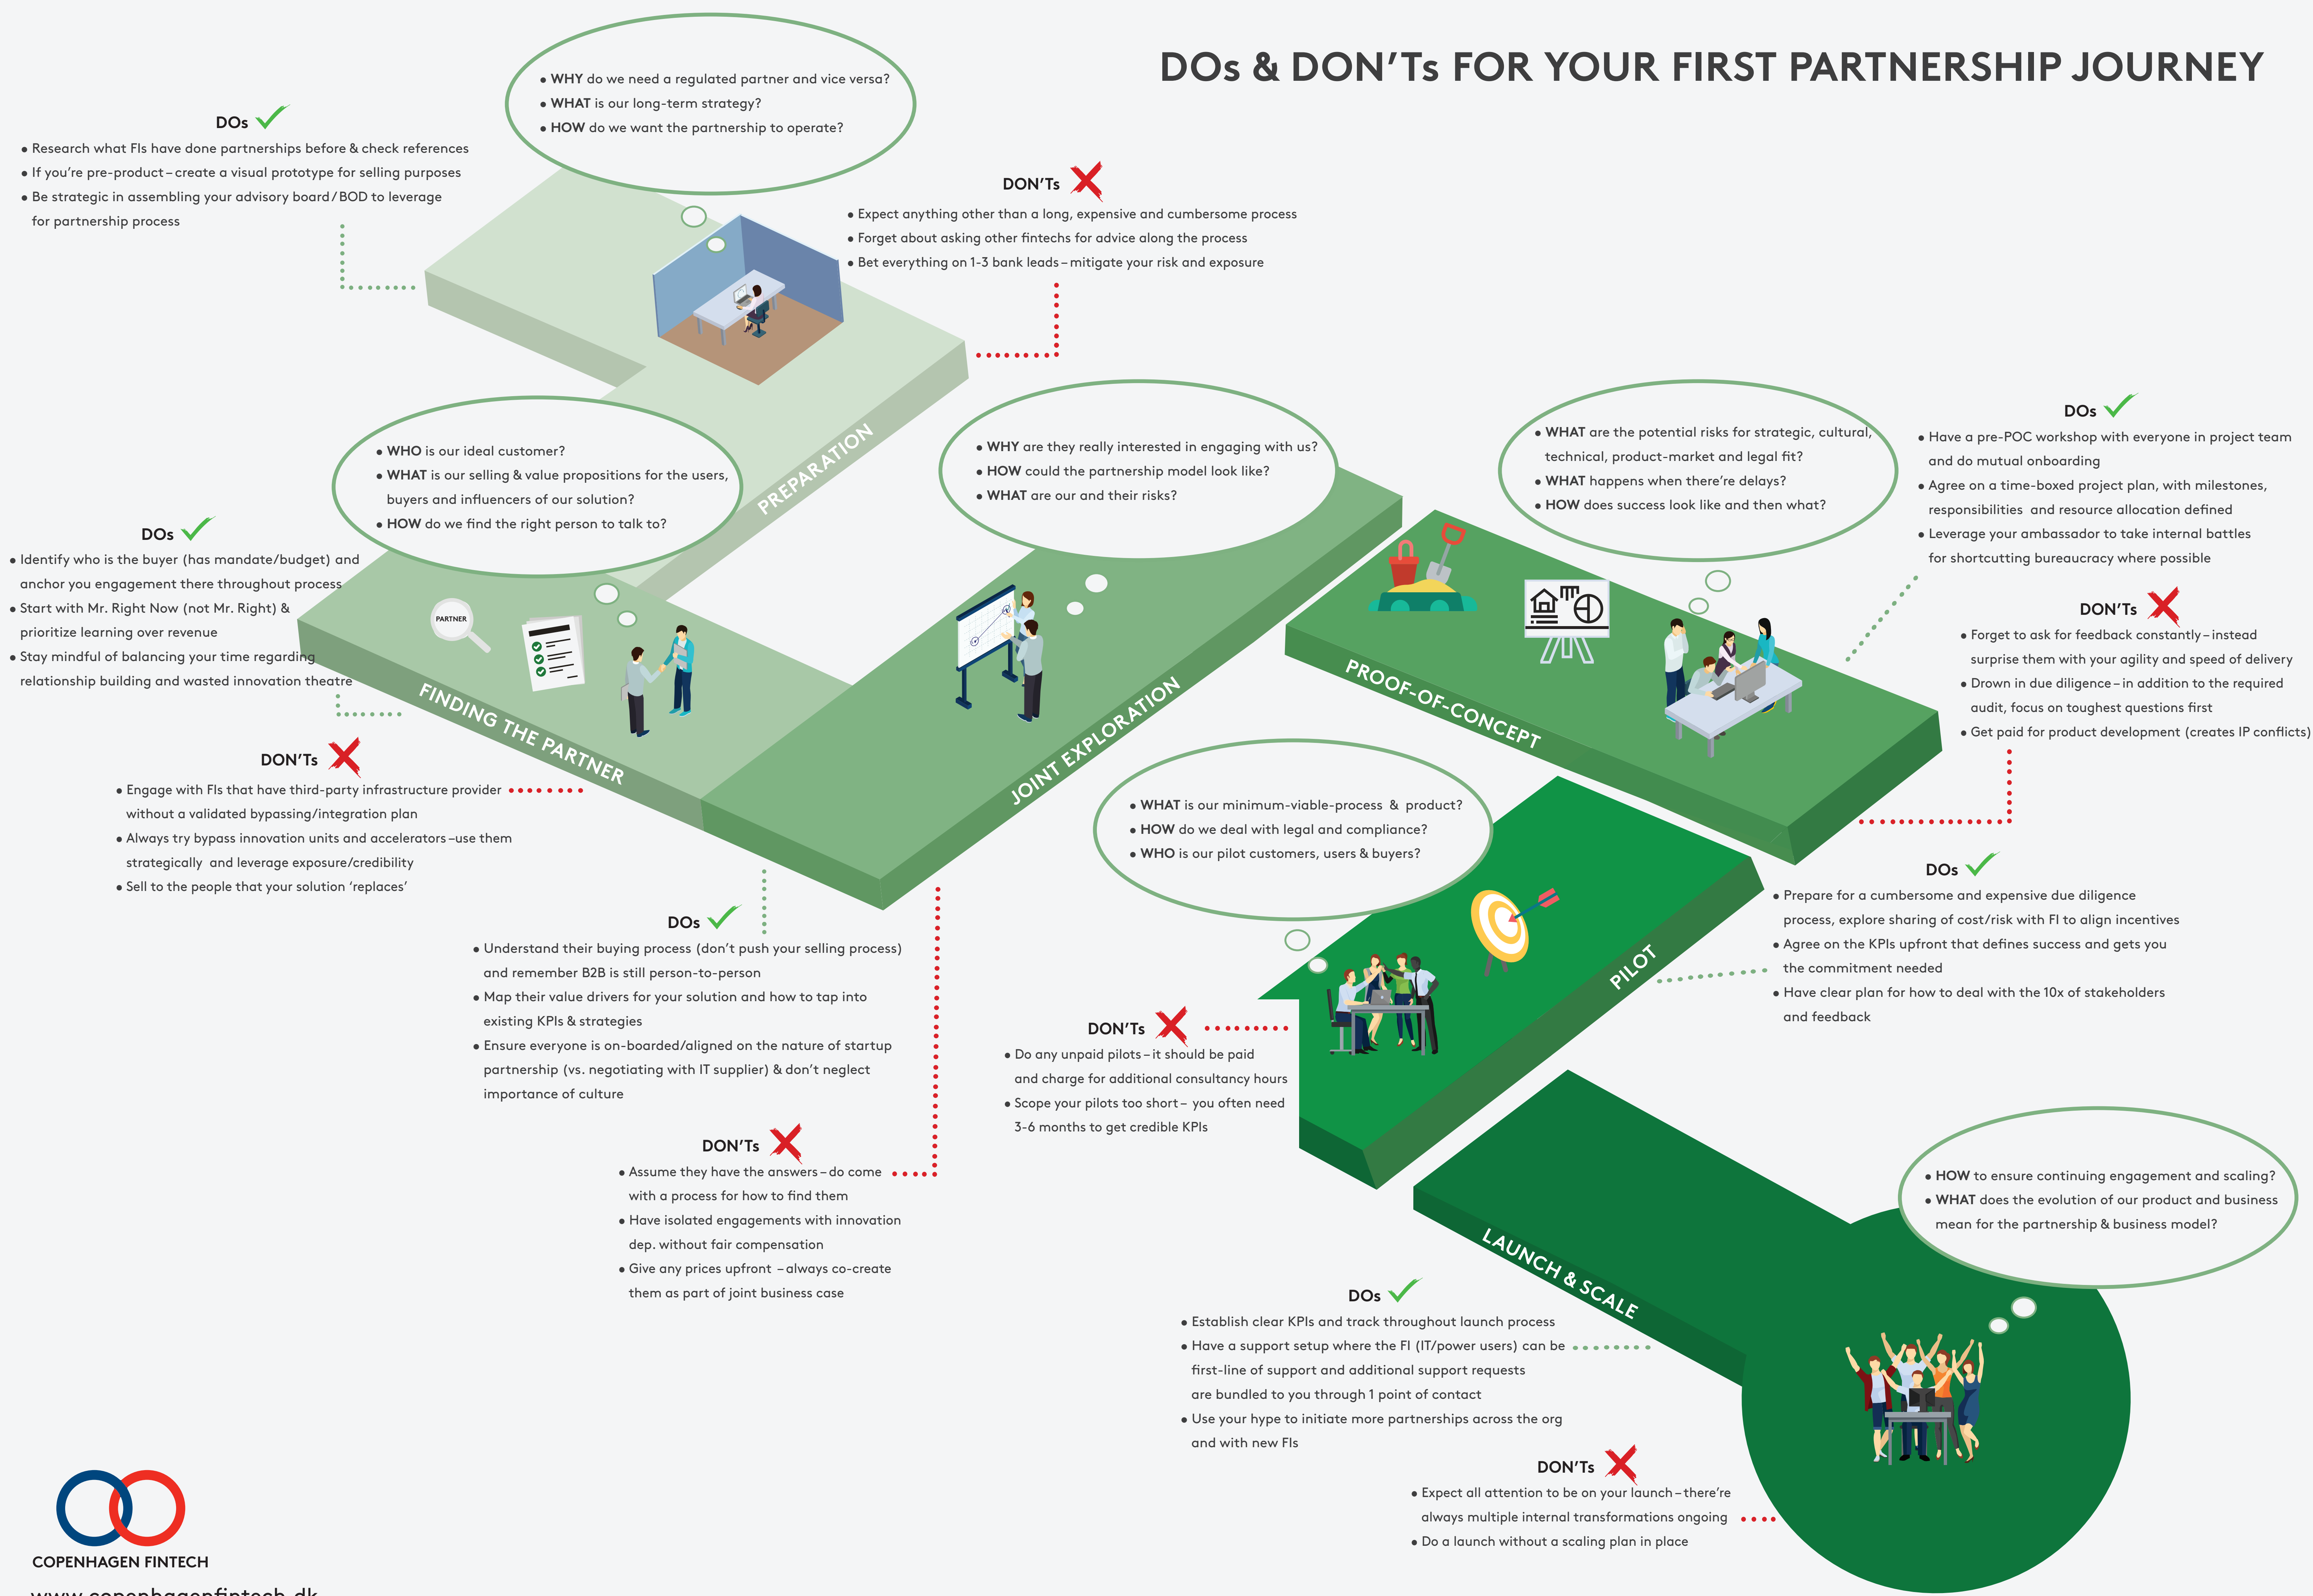 DOs & DON'Ts FOR YOUR FIRST PARTNERSHIP JOURNEY
• WHY do we need a regulated partner and vice versa?
• WHAT is our long-term strategy?
• HOW do we want the partnership to operate?
DOs
• Research what FIs have done partnerships before & check references
• If you're pre-product – create a visual prototype for selling purposes
• Be strategic in assembling your advisory board / BOD to leverage
for partnership process
DON'Ts
• Expect anything other than a long, expensive and cumbersome process
• Forget about asking other fintechs for advice along the process
• Bet everything on 1-3 bank leads – mitigate your risk and exposure
PREPARATION
• WHO is our ideal customer?
• WHAT is our selling & value propositions for the users,
buyers and influencers of our solution?
• HOW do we find the right person to talk to?
DOs
• Identify who is the buyer (has mandate/budget) and
anchor you engagement there throughout process
• Start with Mr. Right Now (not Mr. Right) &
prioritize learning over revenue
• Stay mindful of balancing your time regarding
relationship building and wasted innovation theatre
PARTNER
FINDING THE PARTNER
DON'Ts
• Engage with FIs that have third-party infrastructure provider
without a validated bypassing/integration plan
• Always try bypass innovation units and accelerators –use them
strategically and leverage exposure/credibility
• Sell to the people that your solution 'replaces'
• WHY are they really interested in engaging with us?
• HOW could the partnership model look like?
• WHAT are our and their risks?
JOINT EXPLORATION
DOs
• Understand their buying process (don't push your selling process)
and remember B2B is still person-to-person
• Map their value drivers for your solution and how to tap into
existing KPIs & strategies
• Ensure everyone is on-boarded/aligned on the nature of startup
partnership (vs. negotiating with IT supplier) & don't neglect
importance of culture
DON'Ts
• Assume they have the answers – do come
with a process for how to find them
• Have isolated engagements with innovation
dep. without fair compensation
• Give any prices upfront – always co-create
them as part of joint business case
• WHAT are the potential risks for strategic, cultural,
technical, product-market and legal fit?
• WHAT happens when there're delays?
• HOW does success look like and then what?
PROOF-OF-CONCEPT
DOs
• Have a pre-POC workshop with everyone in project team
and do mutual onboarding
• Agree on a time-boxed project plan, with milestones,
responsibilities and resource allocation defined
• Leverage your ambassador to take internal battles
for shortcutting bureaucracy where possible
DON'Ts
• Forget to ask for feedback constantly – instead
surprise them with your agility and speed of delivery
• Drown in due diligence – in addition to the required
audit, focus on toughest questions first
• Get paid for product development (creates IP conflicts)
• WHAT is our minimum-viable-process & product?
• HOW do we deal with legal and compliance?
• WHO is our pilot customers, users & buyers?
PILOT
DOs
• Prepare for a cumbersome and expensive due diligence
process, explore sharing of cost/risk with FI to align incentives
• Agree on the KPIs upfront that defines success and gets you
the commitment needed
• Have clear plan for how to deal with the 10x of stakeholders
and feedback
DON'Ts
• Do any unpaid pilots – it should be paid
and charge for additional consultancy hours
• Scope your pilots too short – you often need
3-6 months to get credible KPIs
• HOW to ensure continuing engagement and scaling?
• WHAT does the evolution of our product and business
mean for the partnership & business model?
LAUNCH & SCALE
DOs
• Establish clear KPIs and track throughout launch process
• Have a support setup where the FI (IT/power users) can be
first-line of support and additional support requests
are bundled to you through 1 point of contact
• Use your hype to initiate more partnerships across the org
and with new FIs
DON'Ts
• Expect all attention to be on your launch – there're
always multiple internal transformations ongoing
• Do a launch without a scaling plan in place
COPENHAGEN FINTECH
www.copenhagenfintech.dk